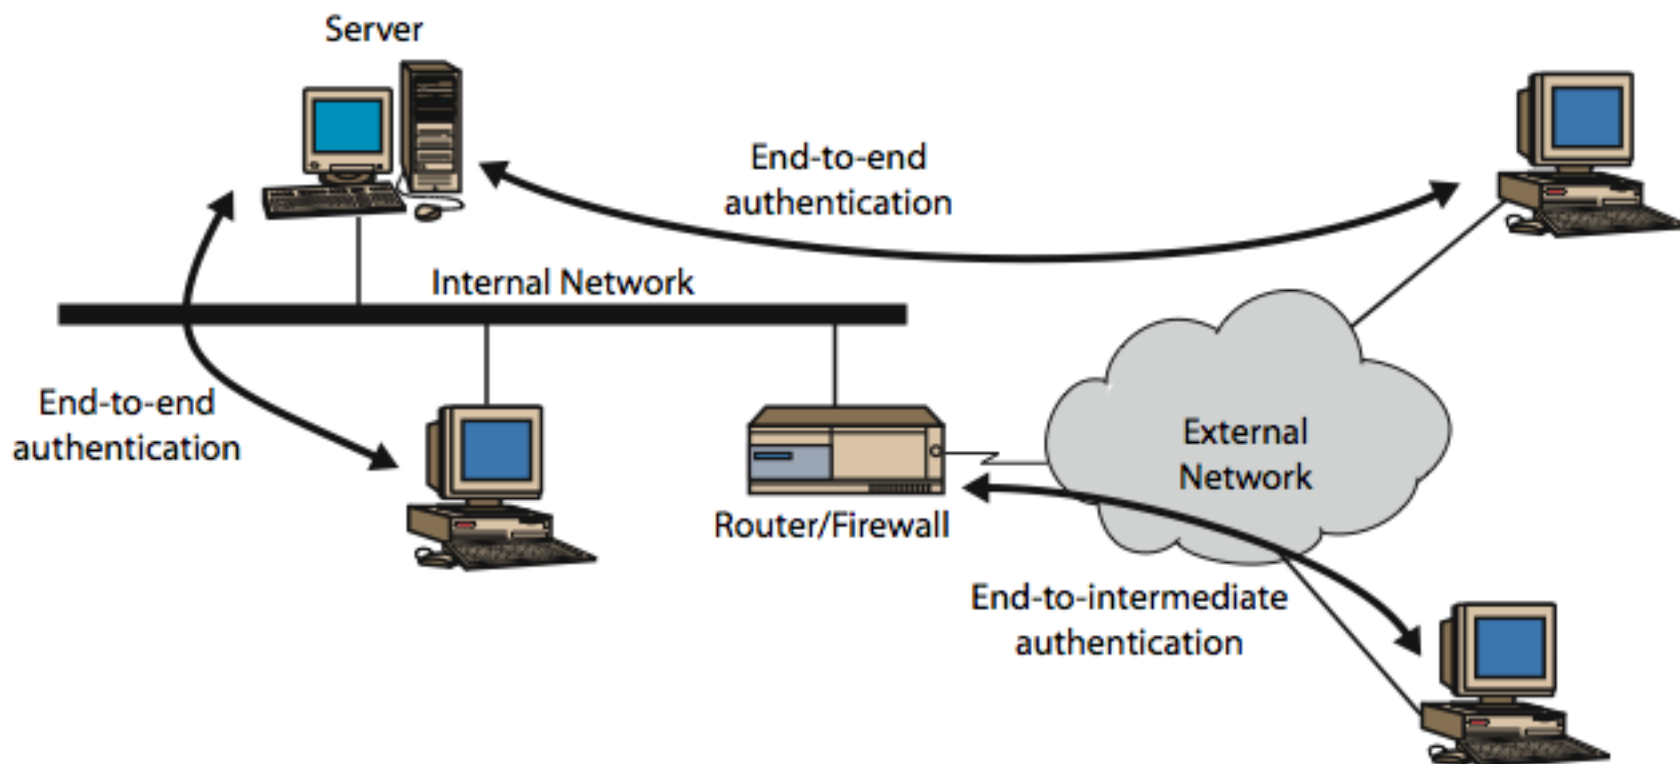 Server
End-to-end
authentication
Internal Network
End-to-end
authentication
External
Network
Router/Firewall
End-to-intermediate
authentication